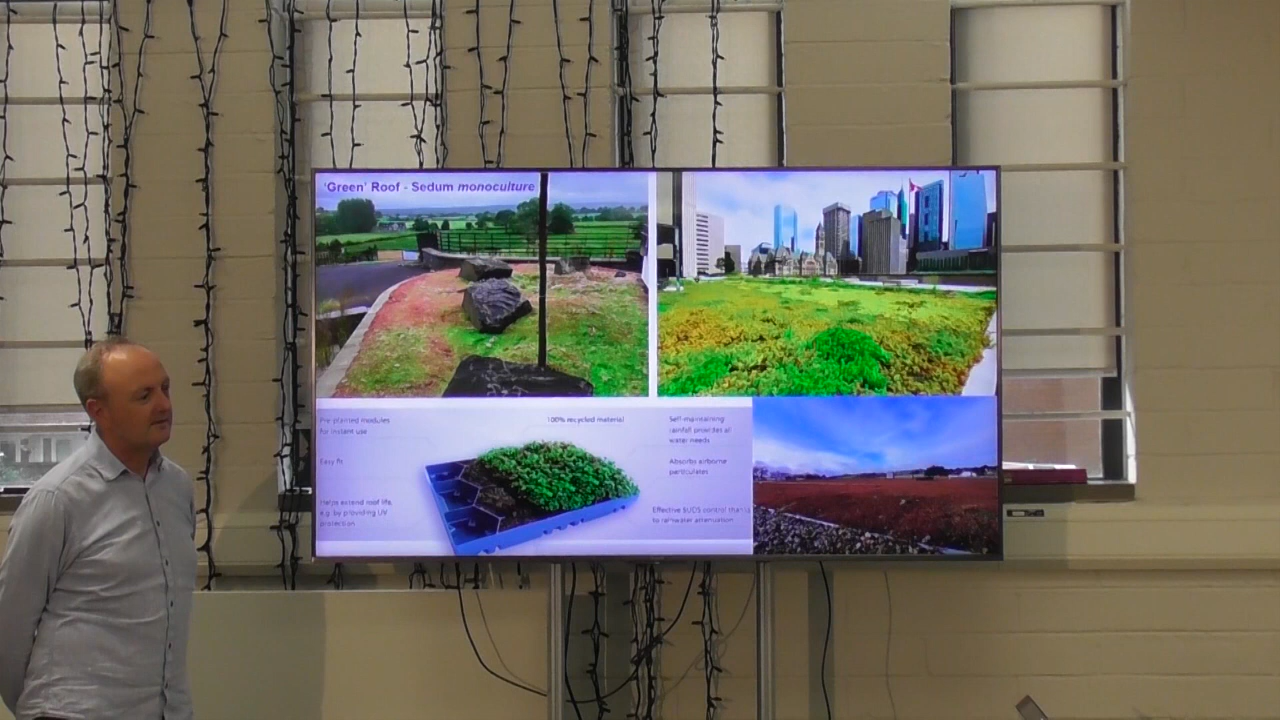 'Green' Roof - Sedum monoculture
Pre-planted modules
for instant use
100% recycled material
Self-maintaining
rainfall provides all
water needs
Easy fit
Absorbs airborne
particulates
Helps extend roof life,
e.g. by providing UV
protection
Effective SUDS control thanks
to rainwater attenuation